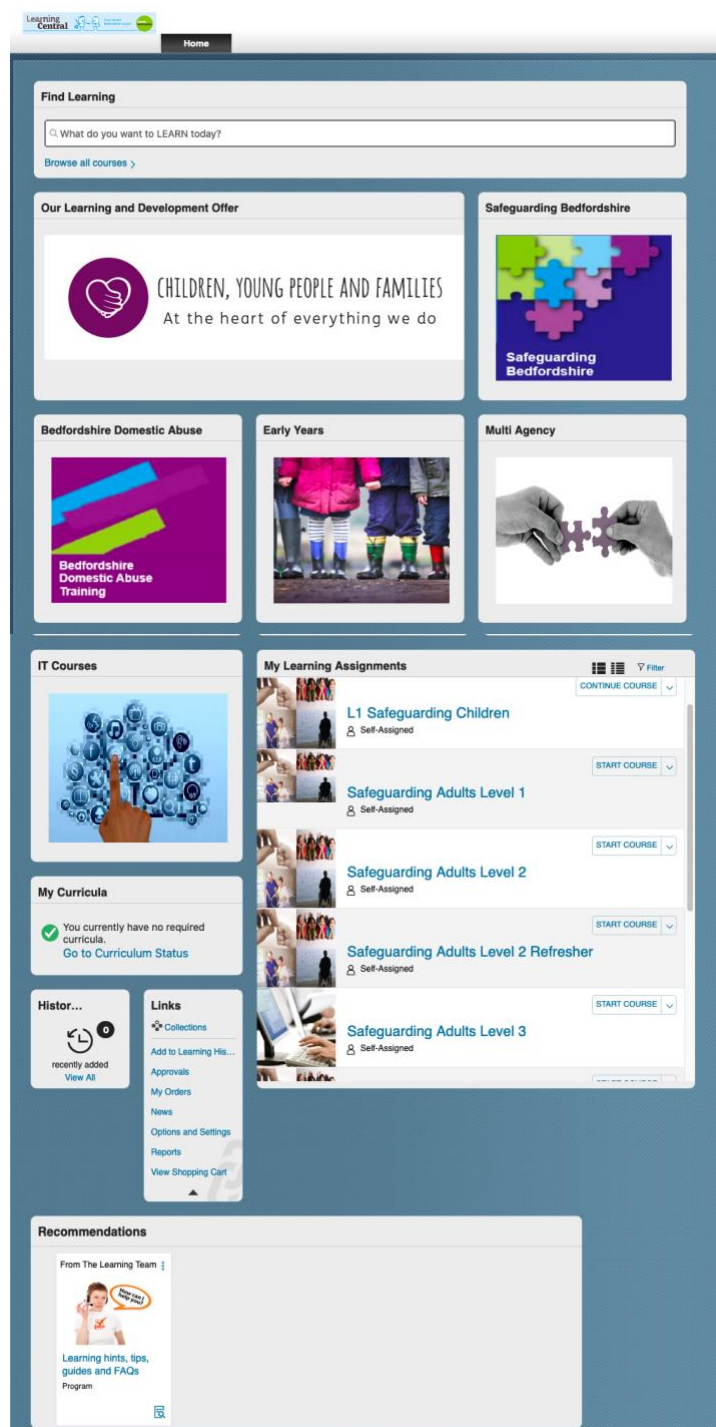 Learning
Central
Home
Find Learning
What do you want to LEARN today?
Browse all courses >
Our Learning and Development Offer
CHILDREN, YOUNG PEOPLE AND FAMILIES
At the heart of everything we do
Safeguarding Bedfordshire
Safeguarding
Bedfordshire
Bedfordshire Domestic Abuse
Bedfordshire
Domestic Abuse
Training
Early Years
Multi Agency
IT Courses
My Learning Assignments
Filter
CONTINUE COURSE
L1 Safeguarding Children
Self-Assigned
START COURSE
Safeguarding Adults Level 1
Self-Assigned
START COURSE
Safeguarding Adults Level 2
Self-Assigned
START COURSE
Safeguarding Adults Level 2 Refresher
Self-Assigned
START COURSE
Safeguarding Adults Level 3
Self-Assigned
My Curricula
You currently have no required
curricula.
Go to Curriculum Status
Histor...
0
recently added
View All
Links
Collections
Add to Learning His...
Approvals
My Orders
News
Options and Settings
Reports
View Shopping Cart
Recommendations
From The Learning Team
How can I
help you?
Learning hints, tips,
guides and FAQs
Program